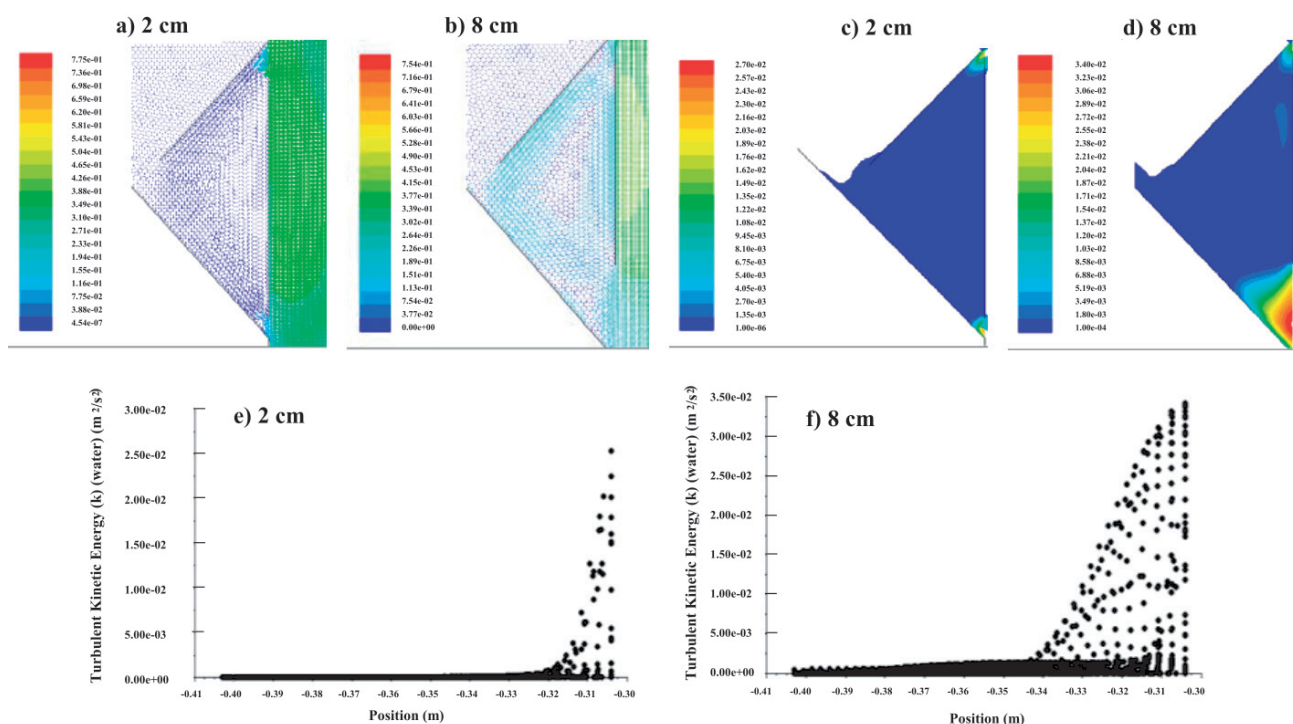 a) 2 cm
7.75e-01
7.36e-01
6.98e-01
6.59e-01
6.20e-01
5.81e-01
5.43e-01
5.04e-01
4.65e-01
4.26e-01
3.88e-01
3.49e-01
3.10e-01
2.71e-01
2.33e-01
1.94e-01
1.55e-01
1.16e-01
7.75e-02
3.88e-02
4.54e-07
b) 8 cm
7.54e-01
7.16e-01
6.79e-01
6.41e-01
6.03e-01
5.66e-01
5.28e-01
4.90e-01
4.53e-01
4.15e-01
3.77e-01
3.39e-01
3.02e-01
2.64e-01
2.26e-01
1.89e-01
1.51e-01
1.13e-01
7.54e-02
3.77e-02
0.00e+00
c) 2 cm
2.70e-02
2.57e-02
2.43e-02
2.30e-02
2.16e-02
2.03e-02
1.89e-02
1.76e-02
1.62e-02
1.49e-02
1.35e-02
1.22e-02
1.08e-02
9.45e-03
8.10e-03
6.75e-03
5.40e-03
4.05e-03
2.70e-03
1.35e-03
1.00e-06
d) 8 cm
3.40e-02
3.23e-02
3.06e-02
2.89e-02
2.72e-02
2.55e-02
2.38e-02
2.21e-02
2.04e-02
1.87e-02
1.71e-02
1.54e-02
1.37e-02
1.20e-02
1.03e-02
8.58e-03
6.88e-03
5.19e-03
3.49e-03
1.80e-03
1.00e-04
e) 2 cm
Turbulent Kinetic Energy (k) (water) (m²/s²)
3.00e-02
2.50e-02
2.00e-02
1.50e-02
1.00e-02
5.00e-03
0.00e+00
-0.41 -0.40 -0.39 -0.38 -0.37 -0.36 -0.35 -0.34 -0.33 -0.32 -0.31 -0.30
Position (m)
f) 8 cm
Turbulent Kinetic Energy (k) (water) (m²/s²)
3.50e-02
3.00e-02
2.50e-02
2.00e-02
1.50e-02
1.00e-02
5.00e-03
0.00e+00
-0.41 -0.40 -0.39 -0.38 -0.37 -0.36 -0.35 -0.34 -0.33 -0.32 -0.31 -0.30
Position (m)